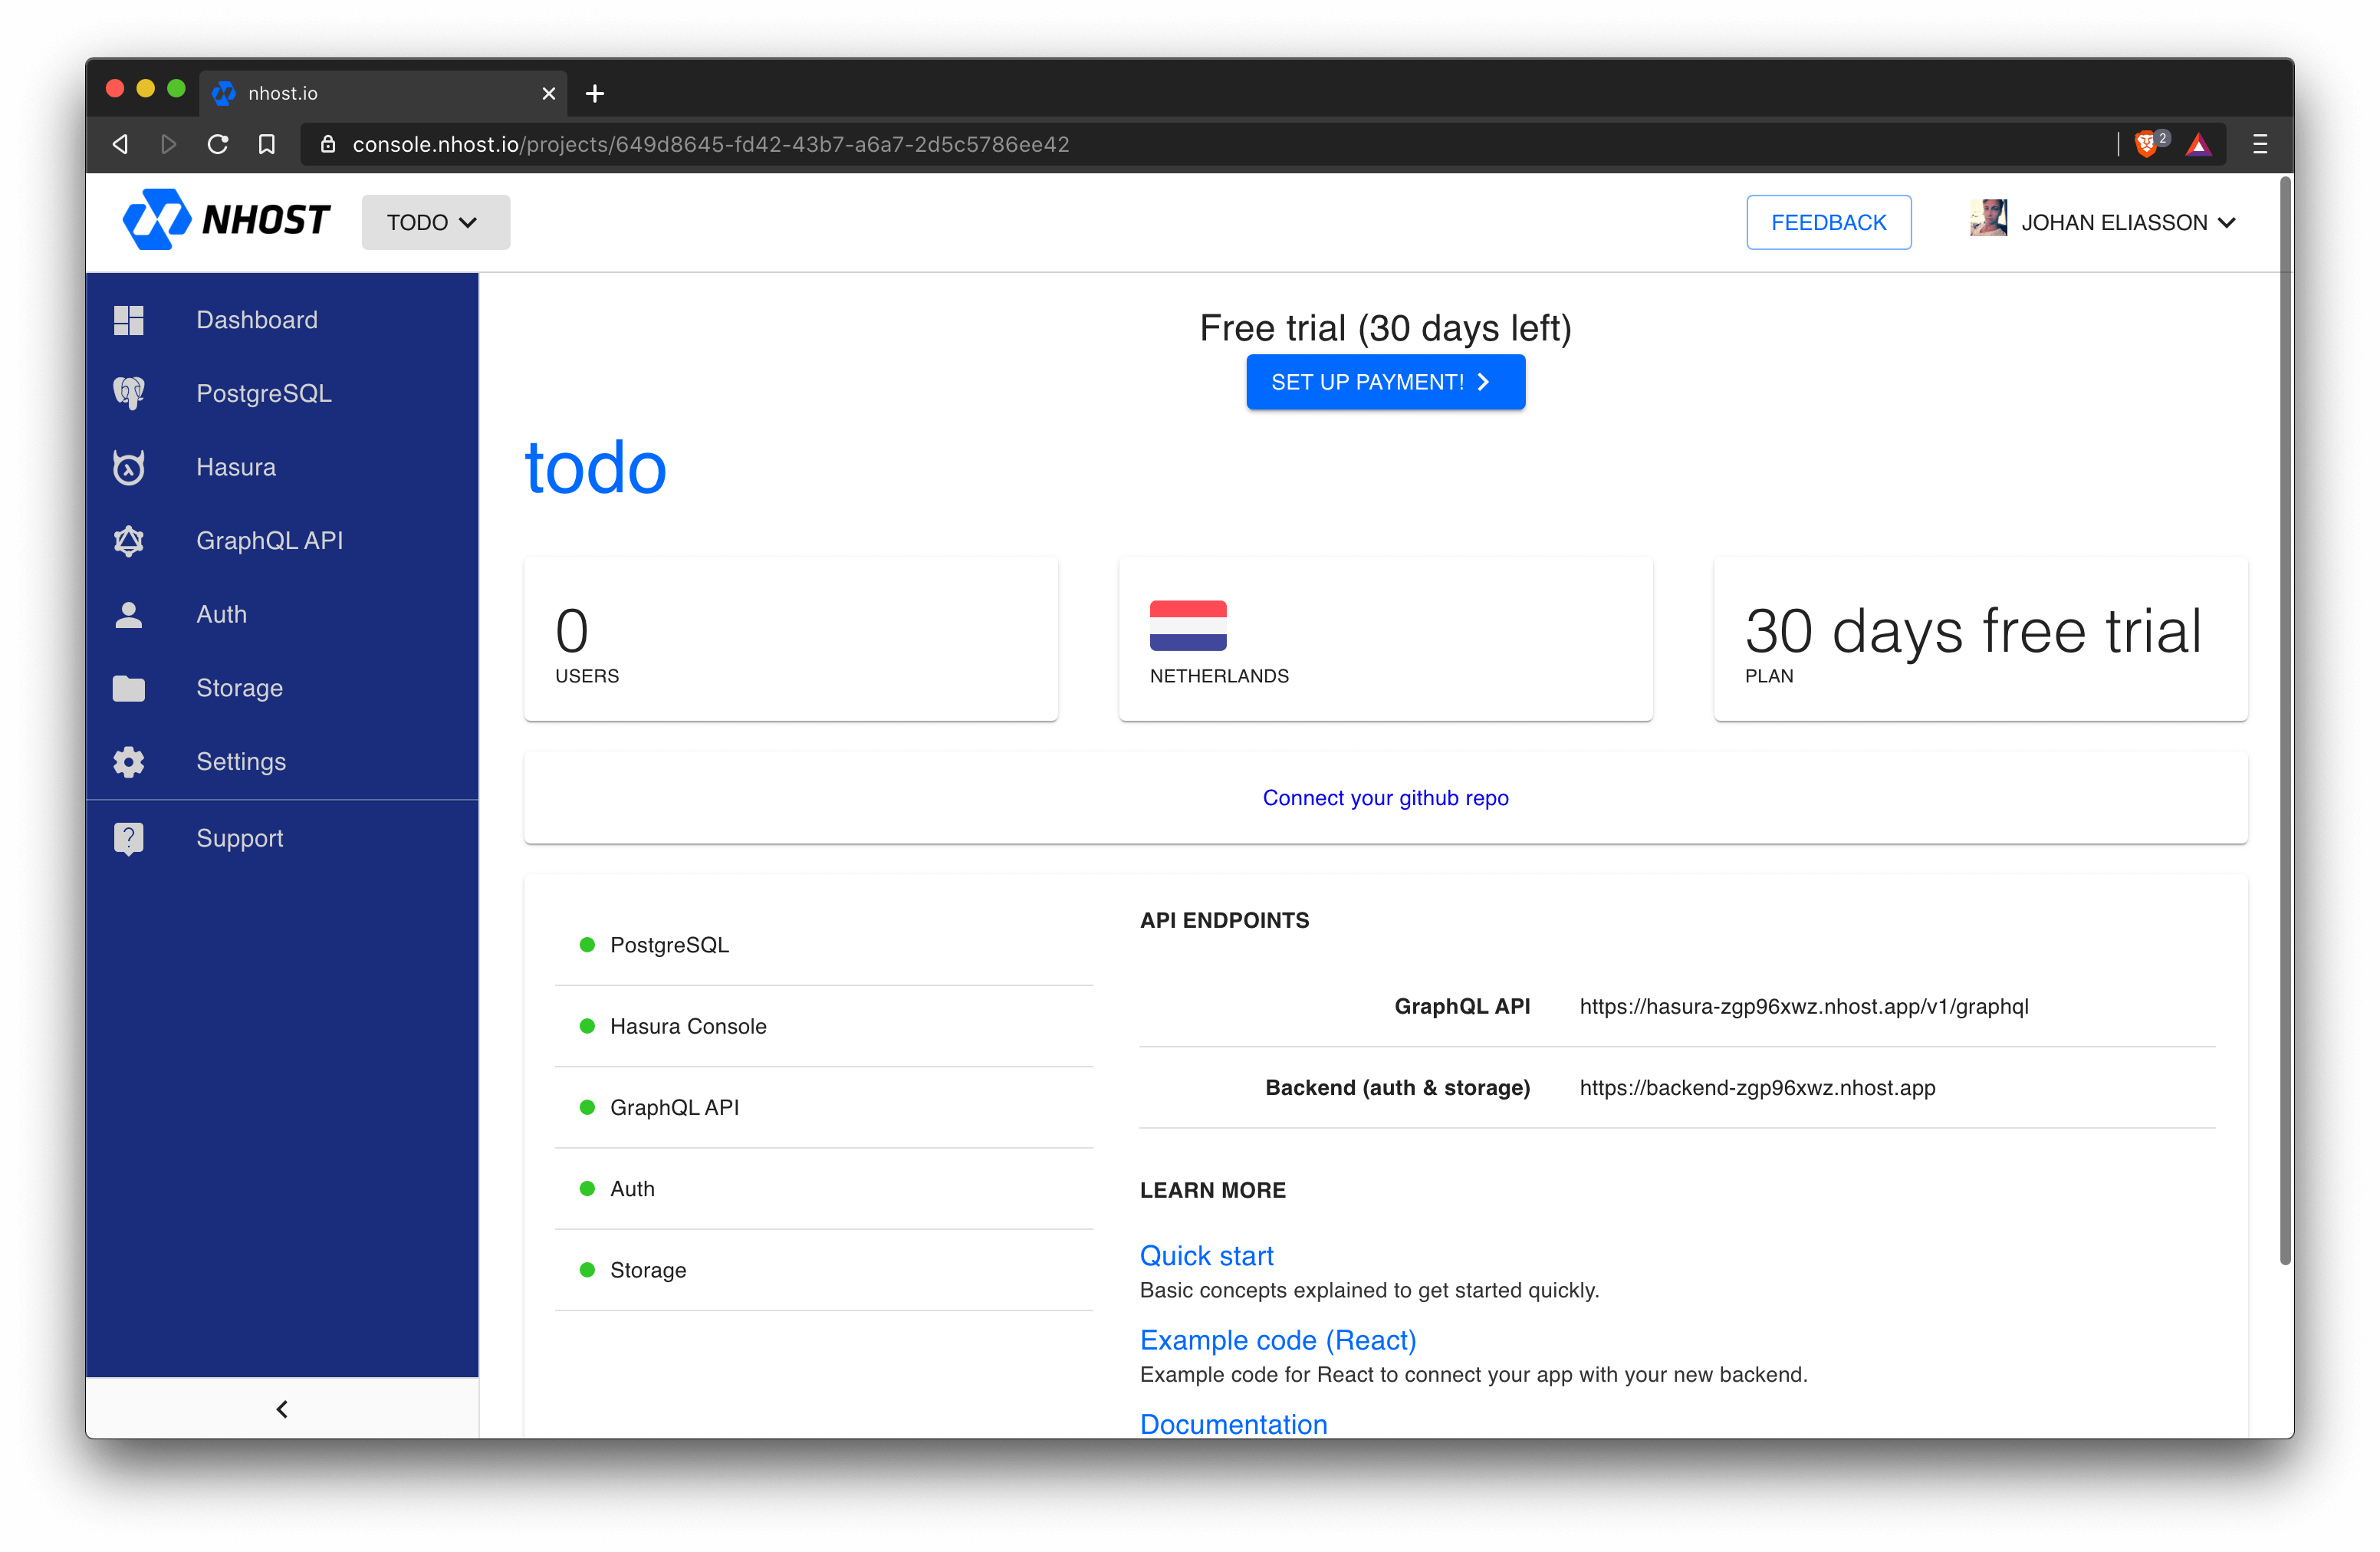 nhost.io
console.nhost.io/projects/649d8645-fd42-43b7-a6a7-2d5c5786ee42
2
NHOST
TODO
FEEDBACK
JOHAN ELIASSON
Dashboard
PostgreSQL
Hasura
GraphQL API
Auth
Storage
Settings
Support
Free trial (30 days left)
SET UP PAYMENT!
todo
0
USERS
NETHERLANDS
30 days free trial
PLAN
Connect your github repo
PostgreSQL
Hasura Console
GraphQL API
Auth
Storage
API ENDPOINTS
GraphQL API https://hasura-zgp96xwz.nhost.app/v1/graphql
Backend (auth & storage) https://backend-zgp96xwz.nhost.app
LEARN MORE
Quick start
Basic concepts explained to get started quickly.
Example code (React)
Example code for React to connect your app with your new backend.
Documentation